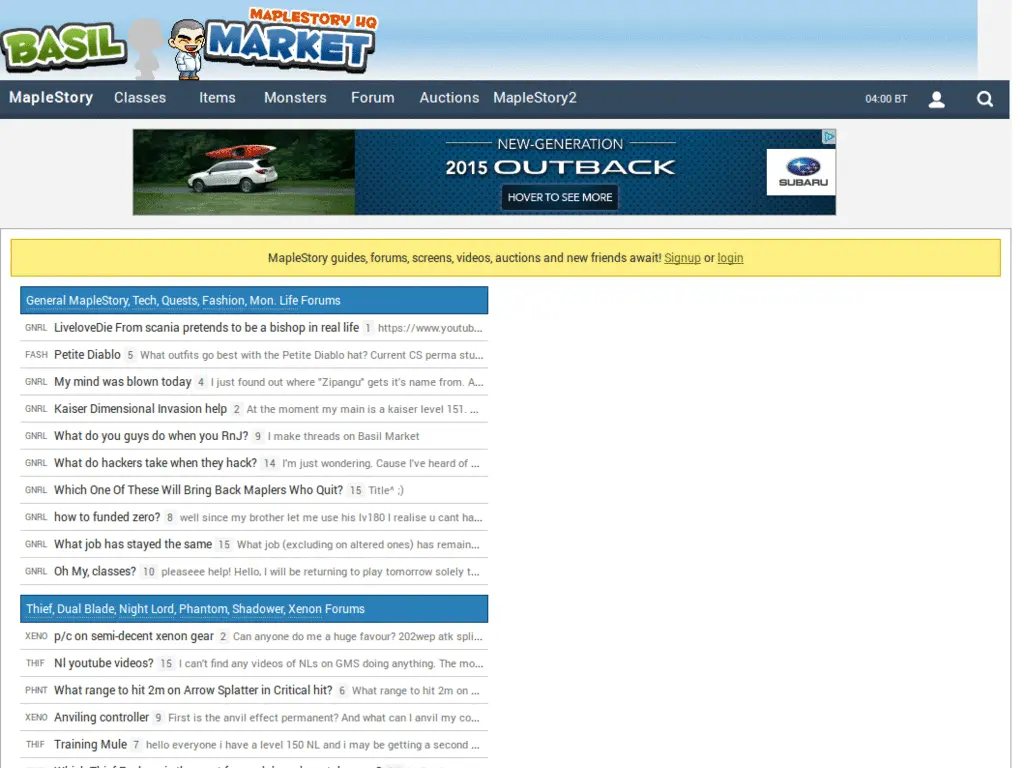 MAPLESTORY HQ
BASIL MARKET
MapleStory Classes Items Monsters Forum Auctions MapleStory2 04:00 BT
NEW-GENERATION
2015 OUTBACK
HOVER TO SEE MORE
SUBARU
MapleStory guides, forums, screens, videos, auctions and new friends await! Signup or login
General MapleStory, Tech, Quests, Fashion, Mon. Life Forums
GNRL LiveloveDie From scania pretends to be a bishop in real life 1 https://www.youtub...
FASH Petite Diablo 5 What outfits go best with the Petite Diablo hat? Current CS perma stu...
GNRL My mind was blown today 4 I just found out where "Zipangu" gets it's name from. A...
GNRL Kaiser Dimensional Invasion help 2 At the moment my main is a kaiser level 151. ...
GNRL What do you guys do when you RnJ? 9 I make threads on Basil Market
GNRL What do hackers take when they hack? 14 I'm just wondering. Cause I've heard of ...
GNRL Which One Of These Will Bring Back Maplers Who Quit? 15 Title^ ;)
GNRL how to funded zero? 8 well since my brother let me use his lv180 I realise u cant ha...
GNRL What job has stayed the same 15 What job (excluding on altered ones) has remain...
GNRL Oh My, classes? 10 pleaseee help! Hello, I will be returning to play tomorrow solely t...
Thief, Dual Blade, Night Lord, Phantom, Shadower, Xenon Forums
XENO p/c on semi-decent xenon gear 2 Can anyone do me a huge favour? 202wep atk spli...
THIF Nl youtube videos? 15 I can't find any videos of NLs on GMS doing anything. The mo...
PHNT What range to hit 2m on Arrow Splatter in Critical hit? 6 What range to hit 2m on ...
XENO Anviling controller 9 First is the anvil effect permanent? And what can I anvil my co...
THIF Training Mule 7 hello everyone i have a level 150 NL and i may be getting a second ...